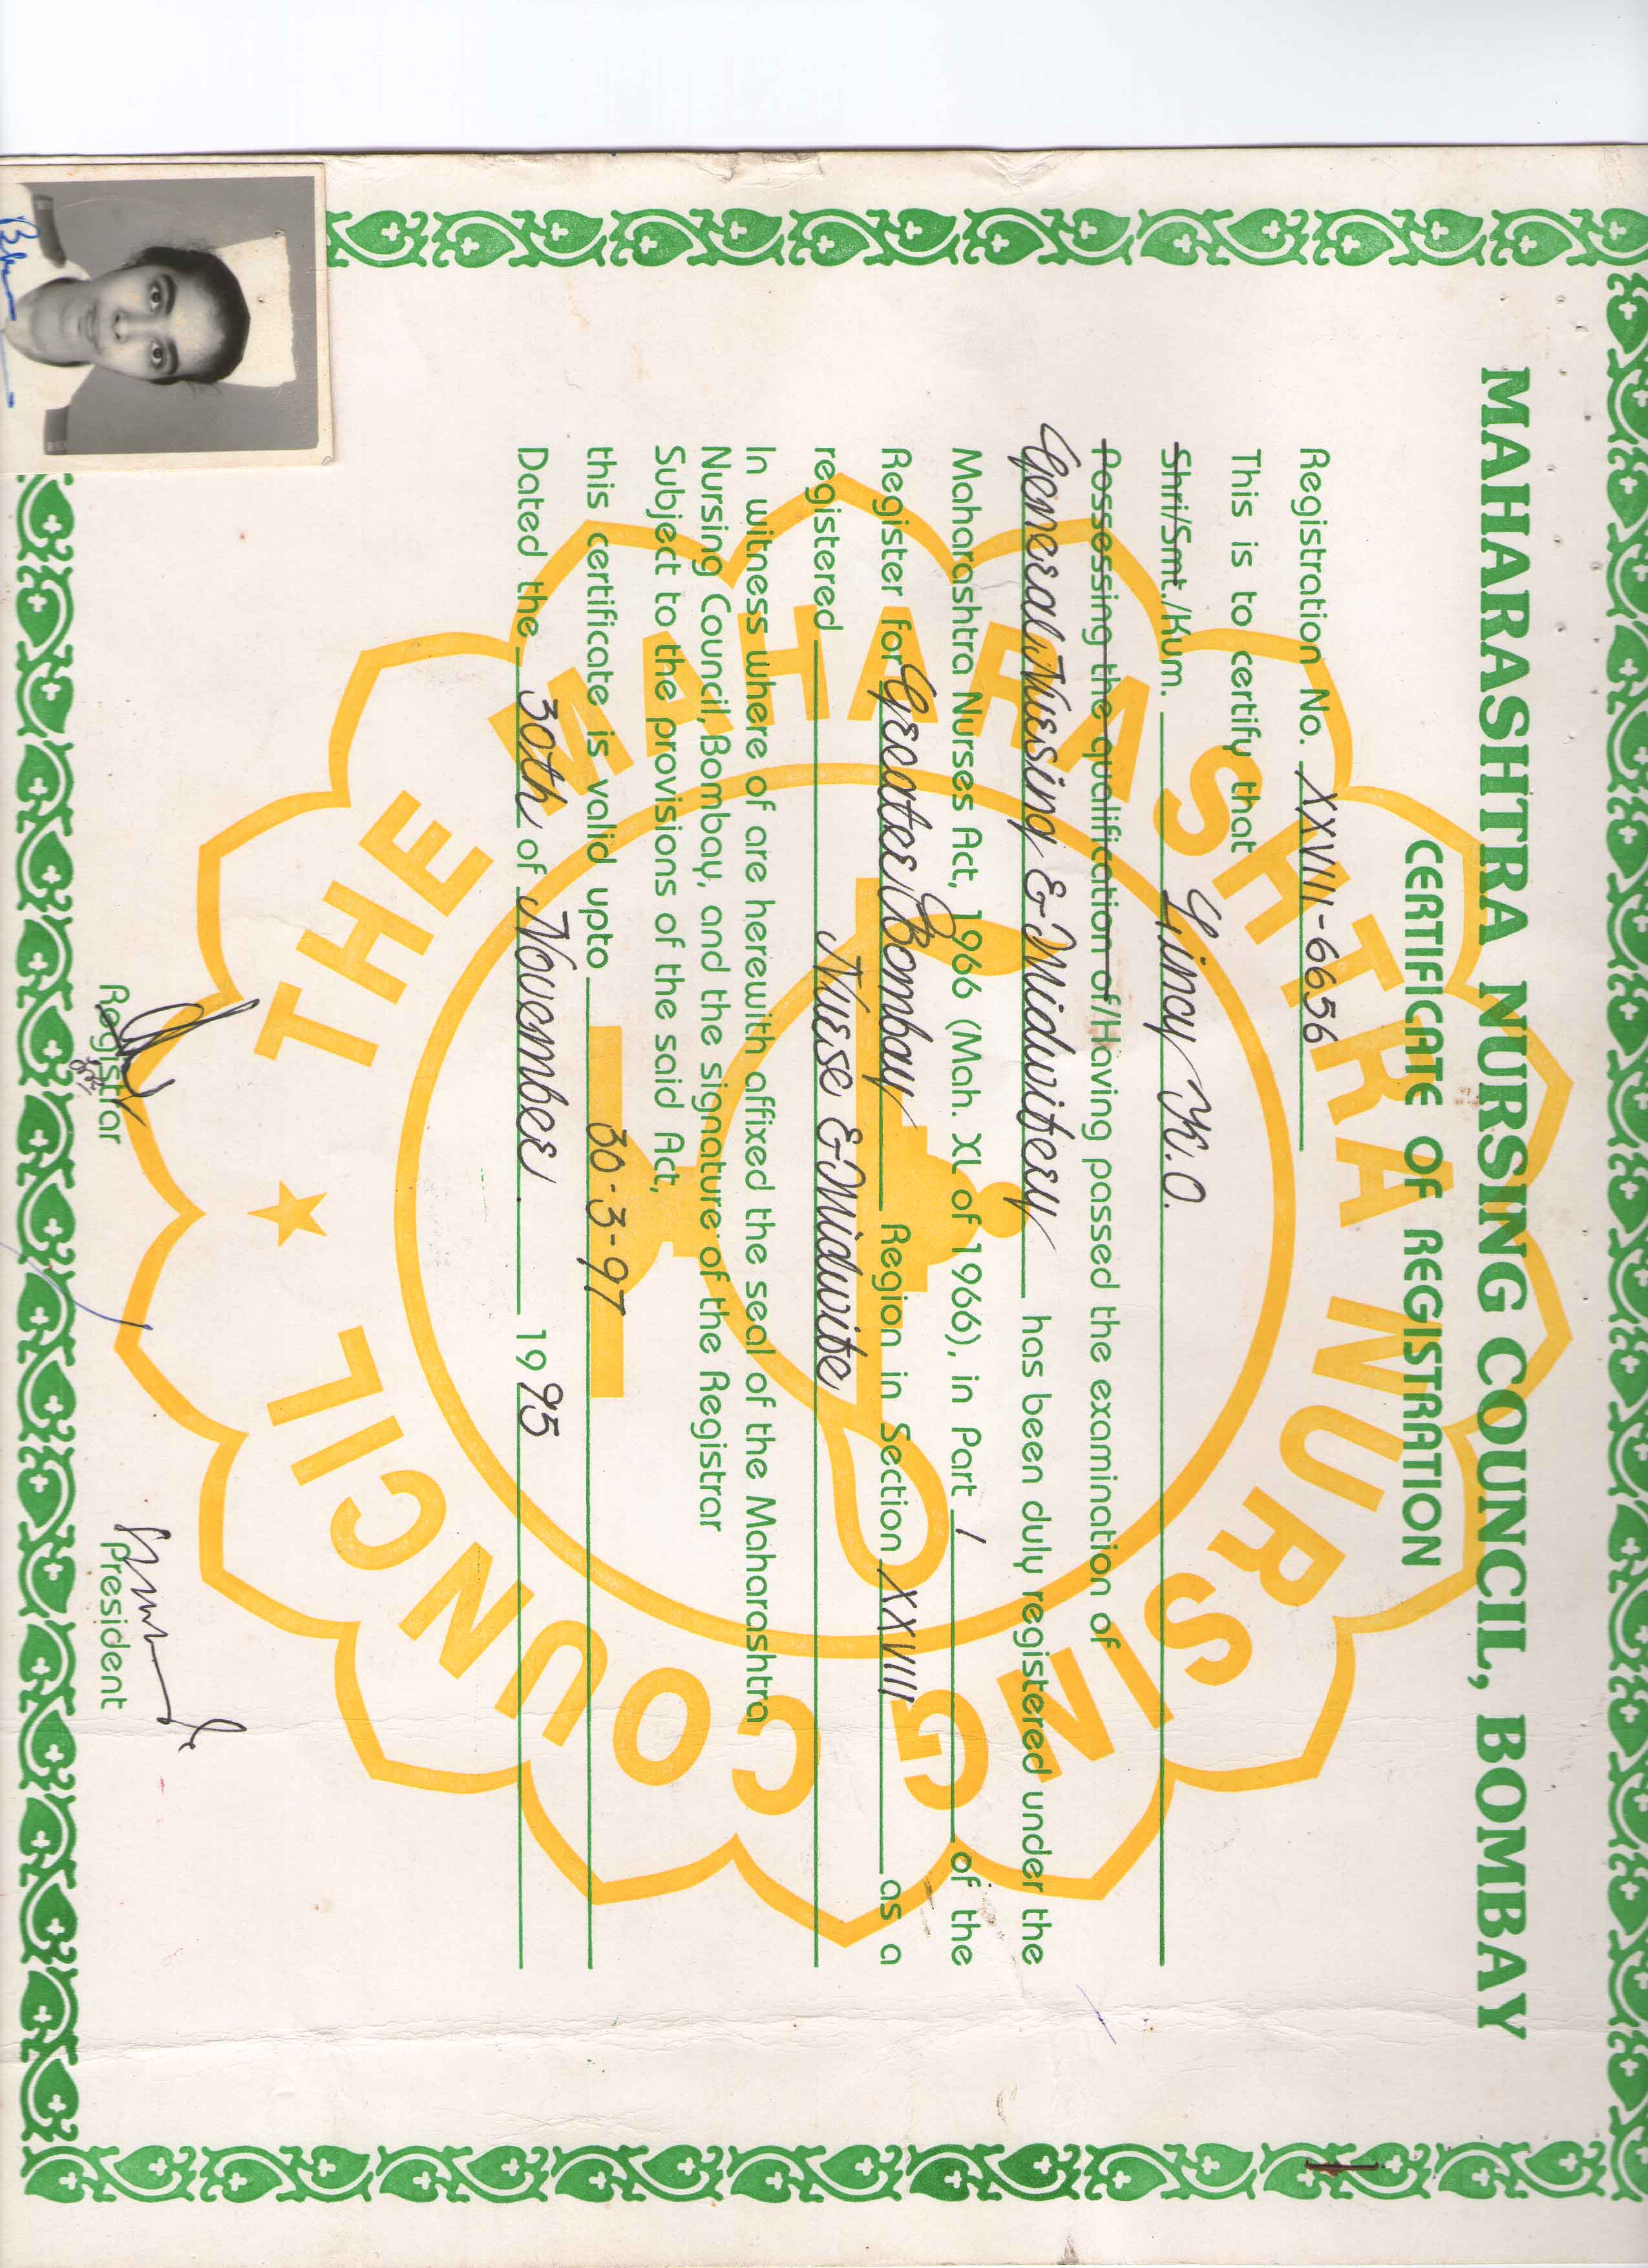 MAHARASHTRA NURSING COUNCIL, BOMBAY
CERTIFICATE OF REGISTRATION
Registration No. XXVIII-6656
This is to certify that
Shri/Smt./Kum. Lincy K.O.
Possessing the qualification of/Having passed the examination of
General Nursing & Midwifery has been duly registered under the
Maharashtra Nurses Act, 1966 (Mah. XL of 1966), in Part I of the
Register for Greater Bombay Region in Section XXVIII as a
registered Nurse & Midwife
In witness where of are herewith affixed the seal of the Maharashtra
Nursing Council, Bombay, and the signature of the Registrar
Subject to the provisions of the said Act,
this certificate is valid upto 30-3-97
Dated the 30th of November 1995
Registrar President
THE MAHARASHTRA NURSING COUNCIL